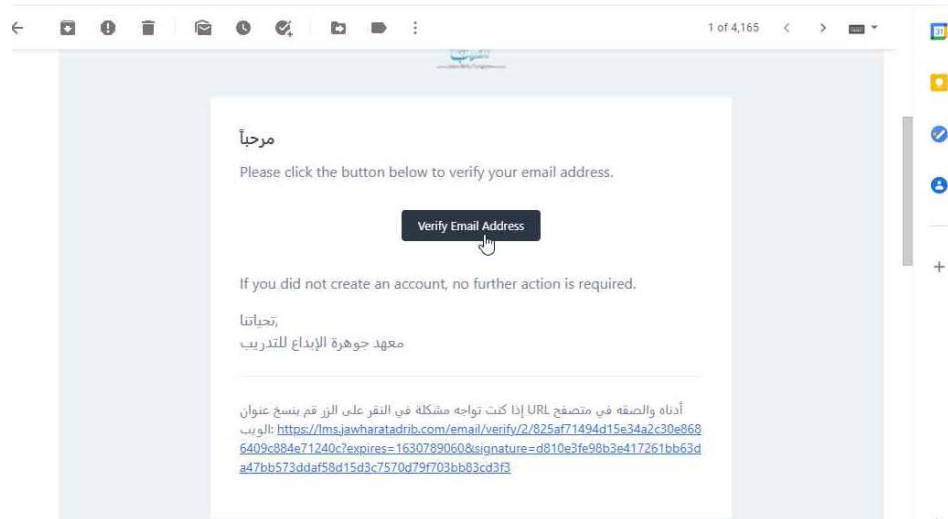 1 of 4,165
31
مرحباً
Please click the button below to verify your email address.
Verify Email Address
If you did not create an account, no further action is required.
تحياتنا,
معهد جوهرة الإبداع للتدريب
أدناه والصقه في متصفح URL إذا كنت تواجه مشكلة في النقر على الزر قم بنسخ عنوان
الويب: https://lms.jawharatadrib.com/email/verify/2/825af71494d15e34a2c30e868
6409c884e71240c?expires=1630789060&signature=d810e3fe98b3e417261bb63d
a47bb573ddaf58d15d3c7570d79f703bb83cd3f3